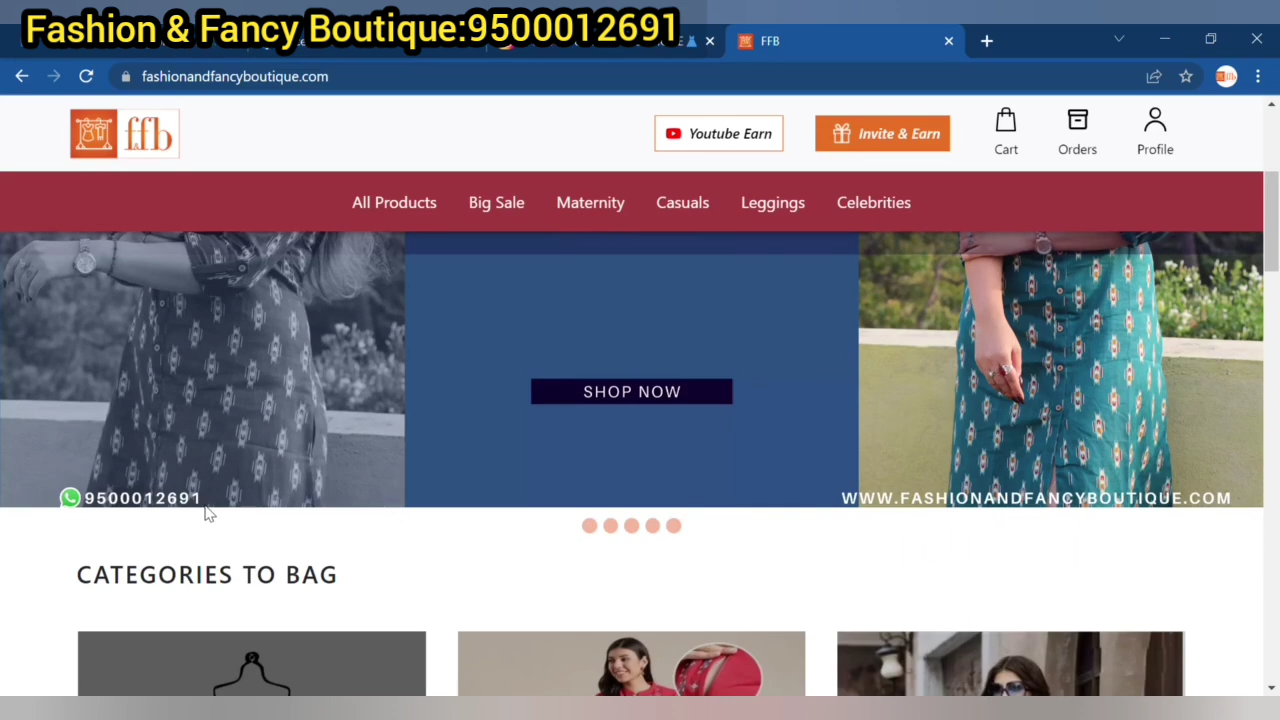 Fashion & Fancy Boutique:9500012691
FFB
fashionandfancyboutique.com
ffb
Youtube Earn
Invite & Earn
Cart
Orders
Profile
All Products
Big Sale
Maternity
Casuals
Leggings
Celebrities
SHOP NOW
9500012691
WWW.FASHIONANDFANCYBOUTIQUE.COM
CATEGORIES TO BAG